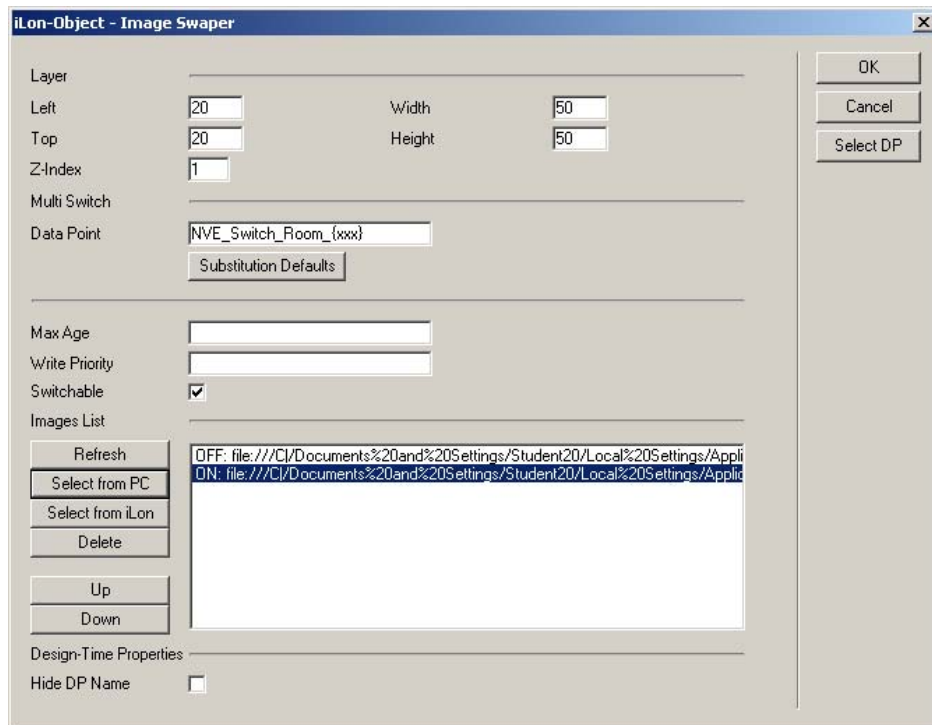 iLon-Object - Image Swaper
OK
Cancel
Select DP
Layer
Left 20 Width 50
Top 20 Height 50
Z-Index 1
Multi Switch
Data Point NVE_Switch_Room_{xxx}
Substitution Defaults
Max Age
Write Priority
Switchable
Images List
Refresh
Select from PC
Select from iLon
Delete
Up
Down
OFF: file:///C|/Documents%20and%20Settings/Student20/Local%20Settings/Appli
ON: file:///C|/Documents%20and%20Settings/Student20/Local%20Settings/Applic
Design-Time Properties
Hide DP Name